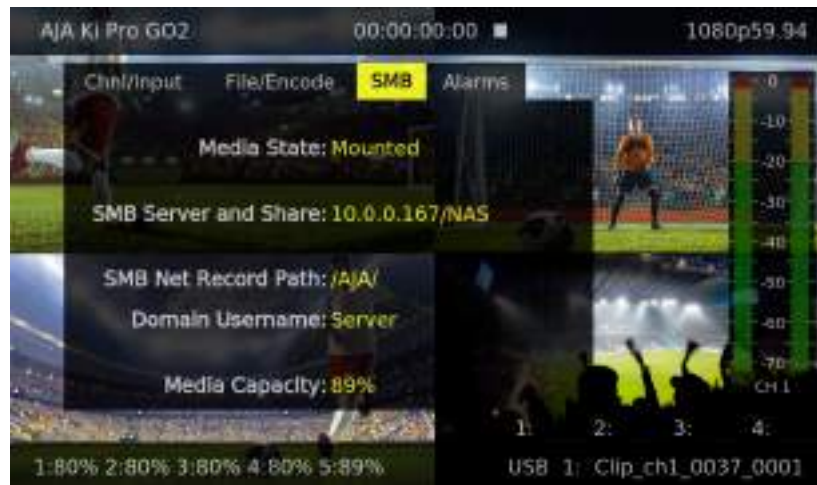 AJA Ki Pro GO2 00:00:00:00 1080p59.94
Chnl/Input File/Encode SMB Alarms
0
-10
Media State: Mounted
-20
SMB Server and Share: 10.0.0.167/NAS
-30
-40
SMB Net Record Path: /AJA/
-50
Domain Username: Server
-60
-70
Media Capacity: 89%
CH 1
1: 2: 3: 4:
1:80% 2:80% 3:80% 4:80% 5:89% USB 1: Clip_ch1_0037_0001